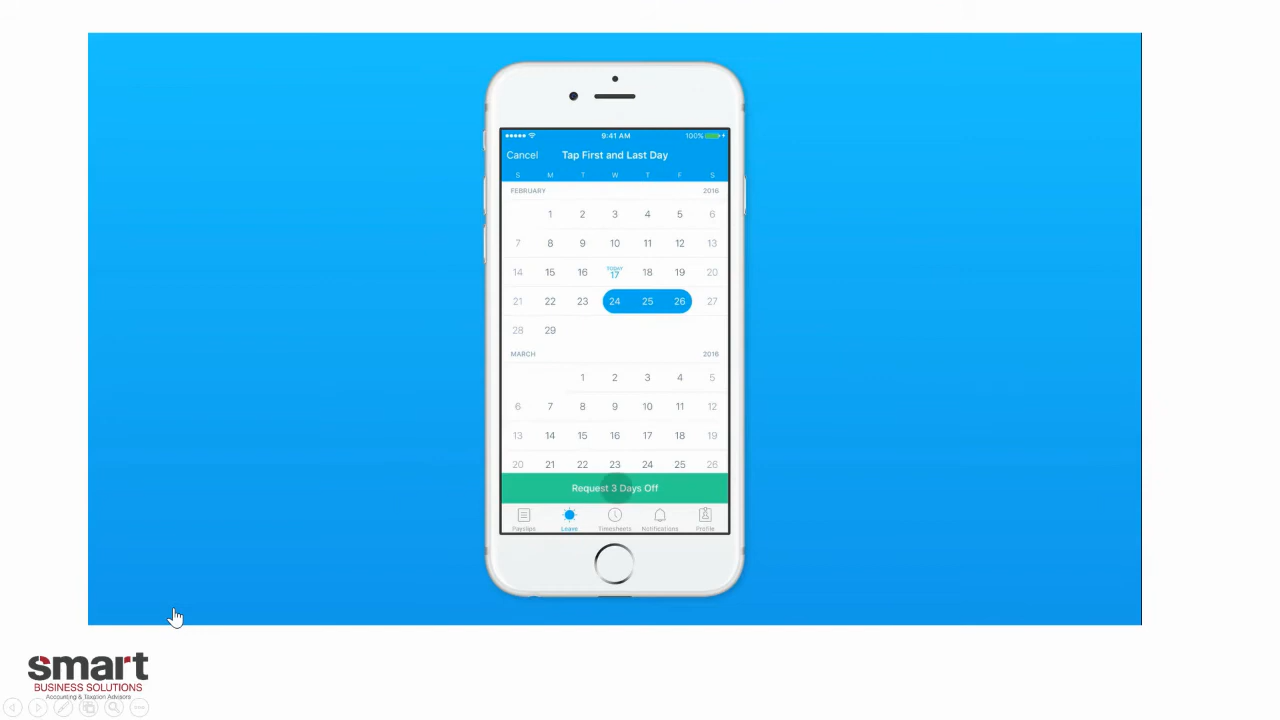 9:41 AM 100%
Cancel Tap First and Last Day
S M T W T F S
FEBRUARY 2016
1 2 3 4 5 6
7 8 9 10 11 12 13
TODAY
14 15 16 17 18 19 20
21 22 23 24 25 26 27
28 29
MARCH 2016
1 2 3 4 5
6 7 8 9 10 11 12
13 14 15 16 17 18 19
20 21 22 23 24 25 26
Request 3 Days Off
Payslips Leave Timesheets Notifications Profile
smart
BUSINESS SOLUTIONS
Accounting & Taxation Advisors